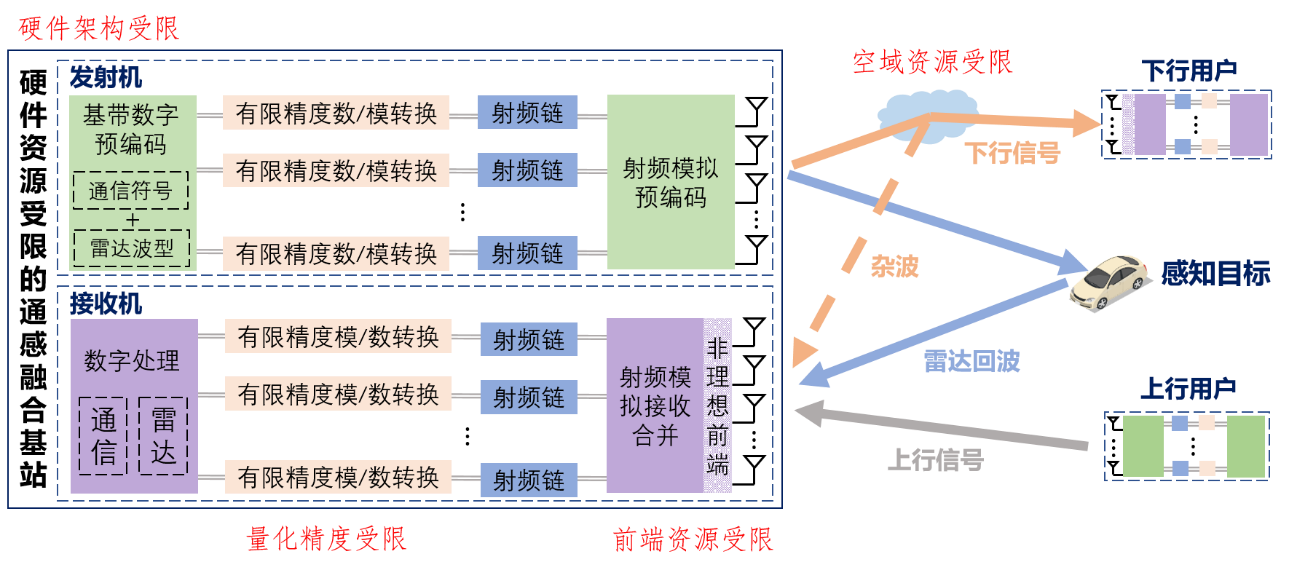 硬件架构受限
硬件资源受限的通感融合基站
发射机
基带数字
预编码
通信符号
+
雷达波型
有限精度数/模转换
射频链
有限精度数/模转换
射频链
有限精度数/模转换
射频链
射频模拟
预编码
接收机
数字处理
通信
雷达
有限精度模/数转换
射频链
有限精度模/数转换
射频链
有限精度模/数转换
射频链
射频模
拟接收
合并
非理想前端
量化精度受限
前端资源受限
空域资源受限
下行用户
下行信号
杂波
感知目标
雷达回波
上行用户
上行信号